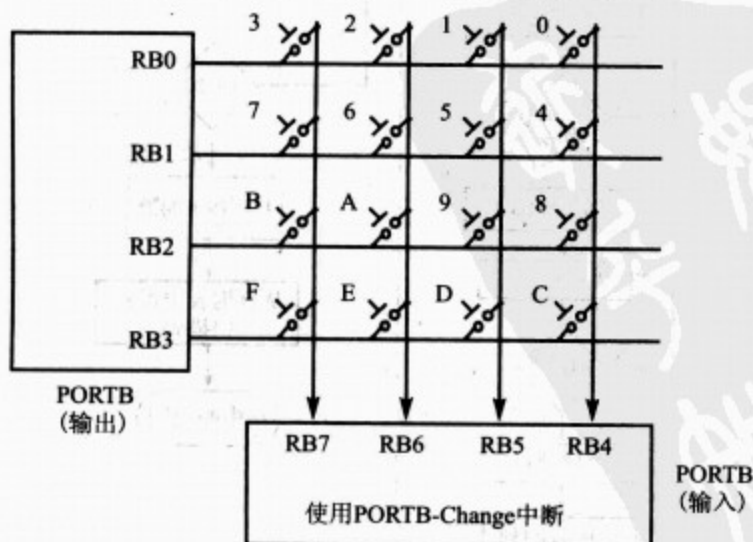 3 2 1 0
RB0
7 6 5 4
RB1
B A 9 8
RB2
F E D C
RB3
PORTB
(输出)
RB7 RB6 RB5 RB4
使用PORTB-Change中断
PORTB
(输入)